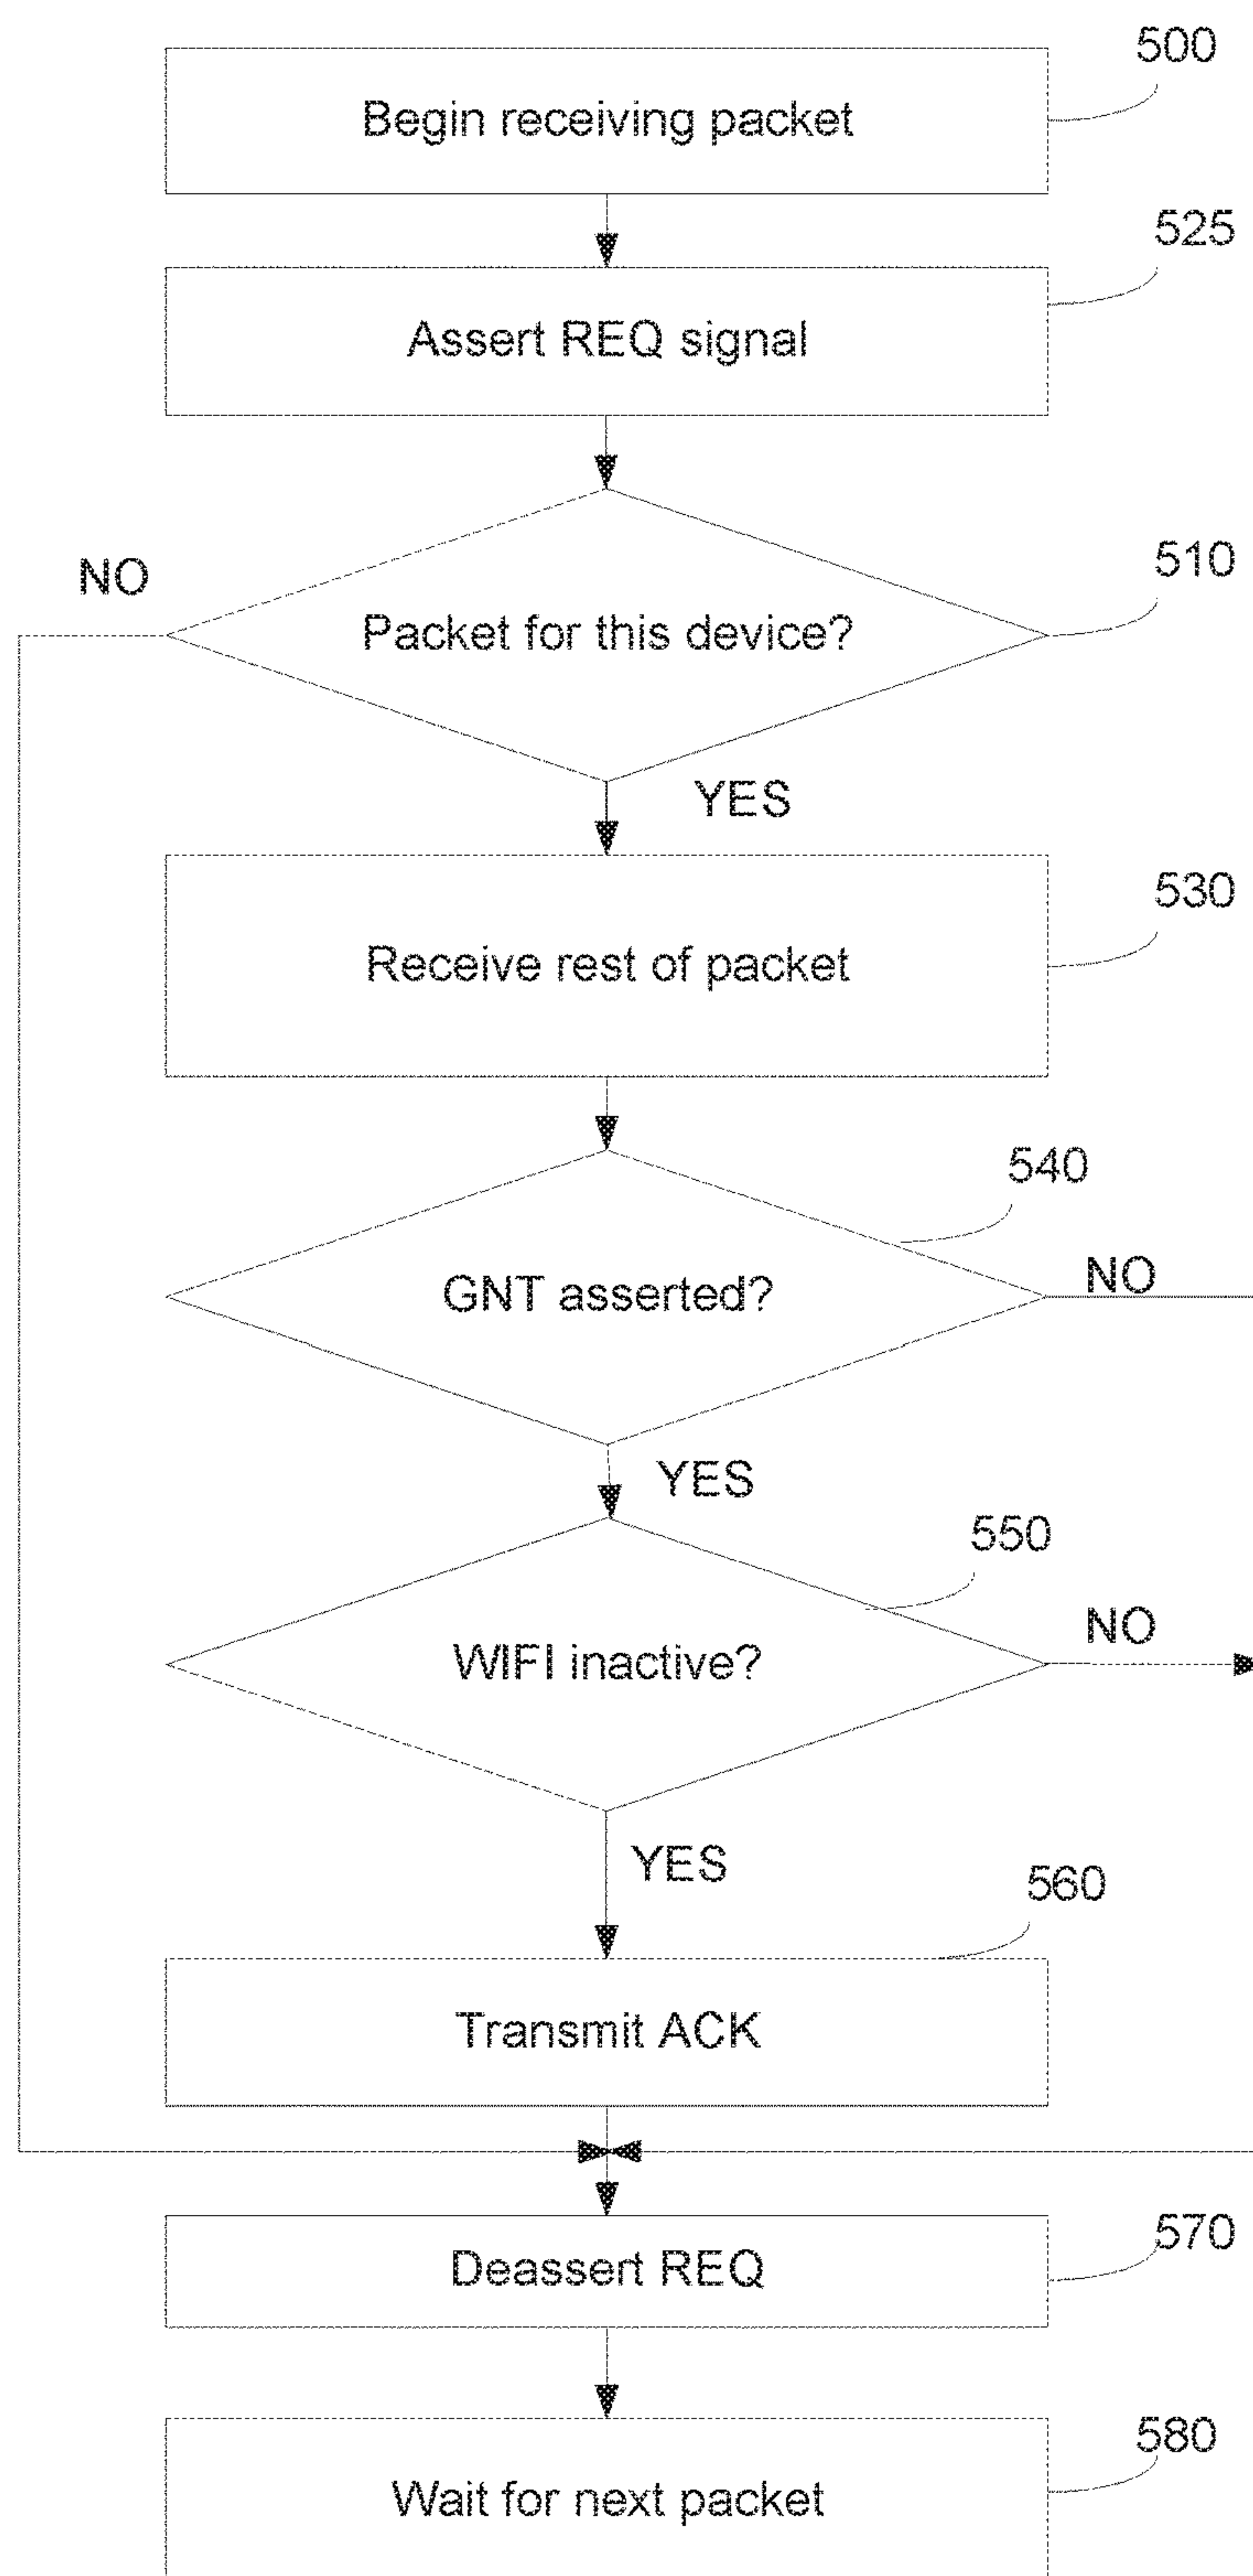 500
Begin receiving packet
525
Assert REQ signal
510
NO
Packet for this device?
YES
530
Receive rest of packet
540
GNT asserted?
NO
YES
550
WIFI inactive?
NO
YES
560
Transmit ACK
570
Deassert REQ
580
Wait for next packet